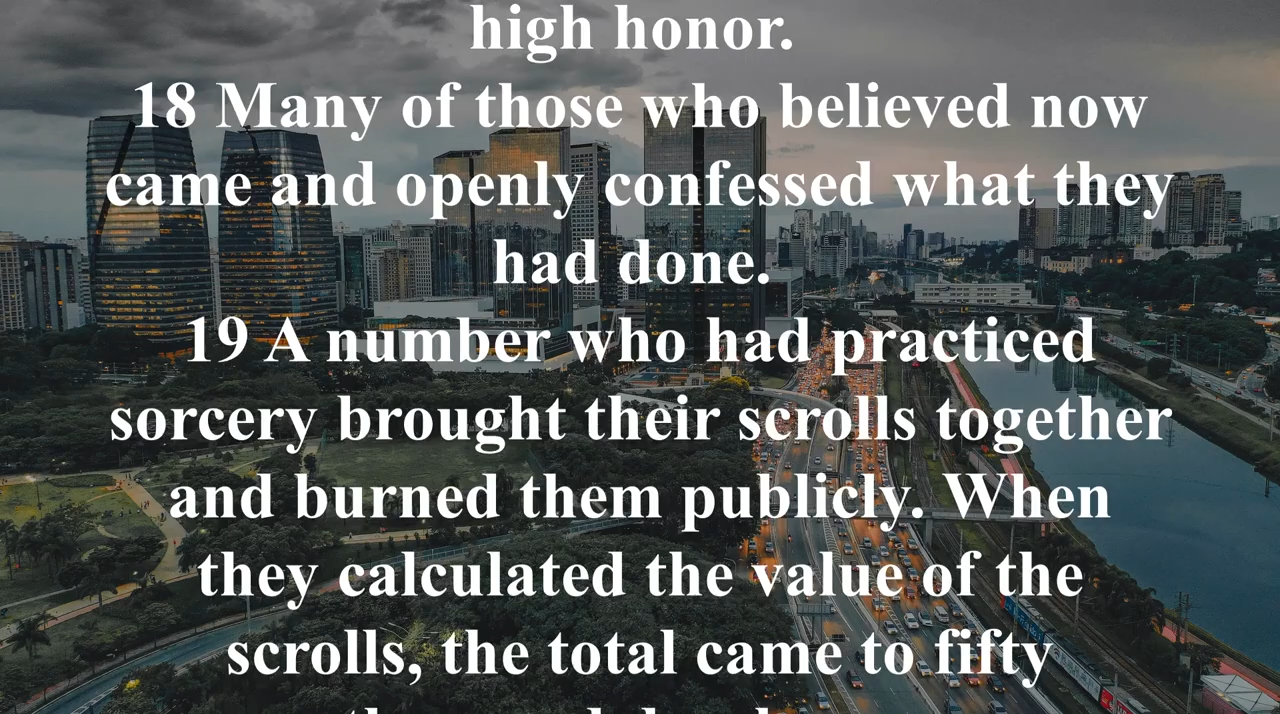 high honor.
18 Many of those who believed now
came and openly confessed what they
had done.
19 A number who had practiced
sorcery brought their scrolls together
and burned them publicly. When
they calculated the value of the
scrolls, the total came to fifty